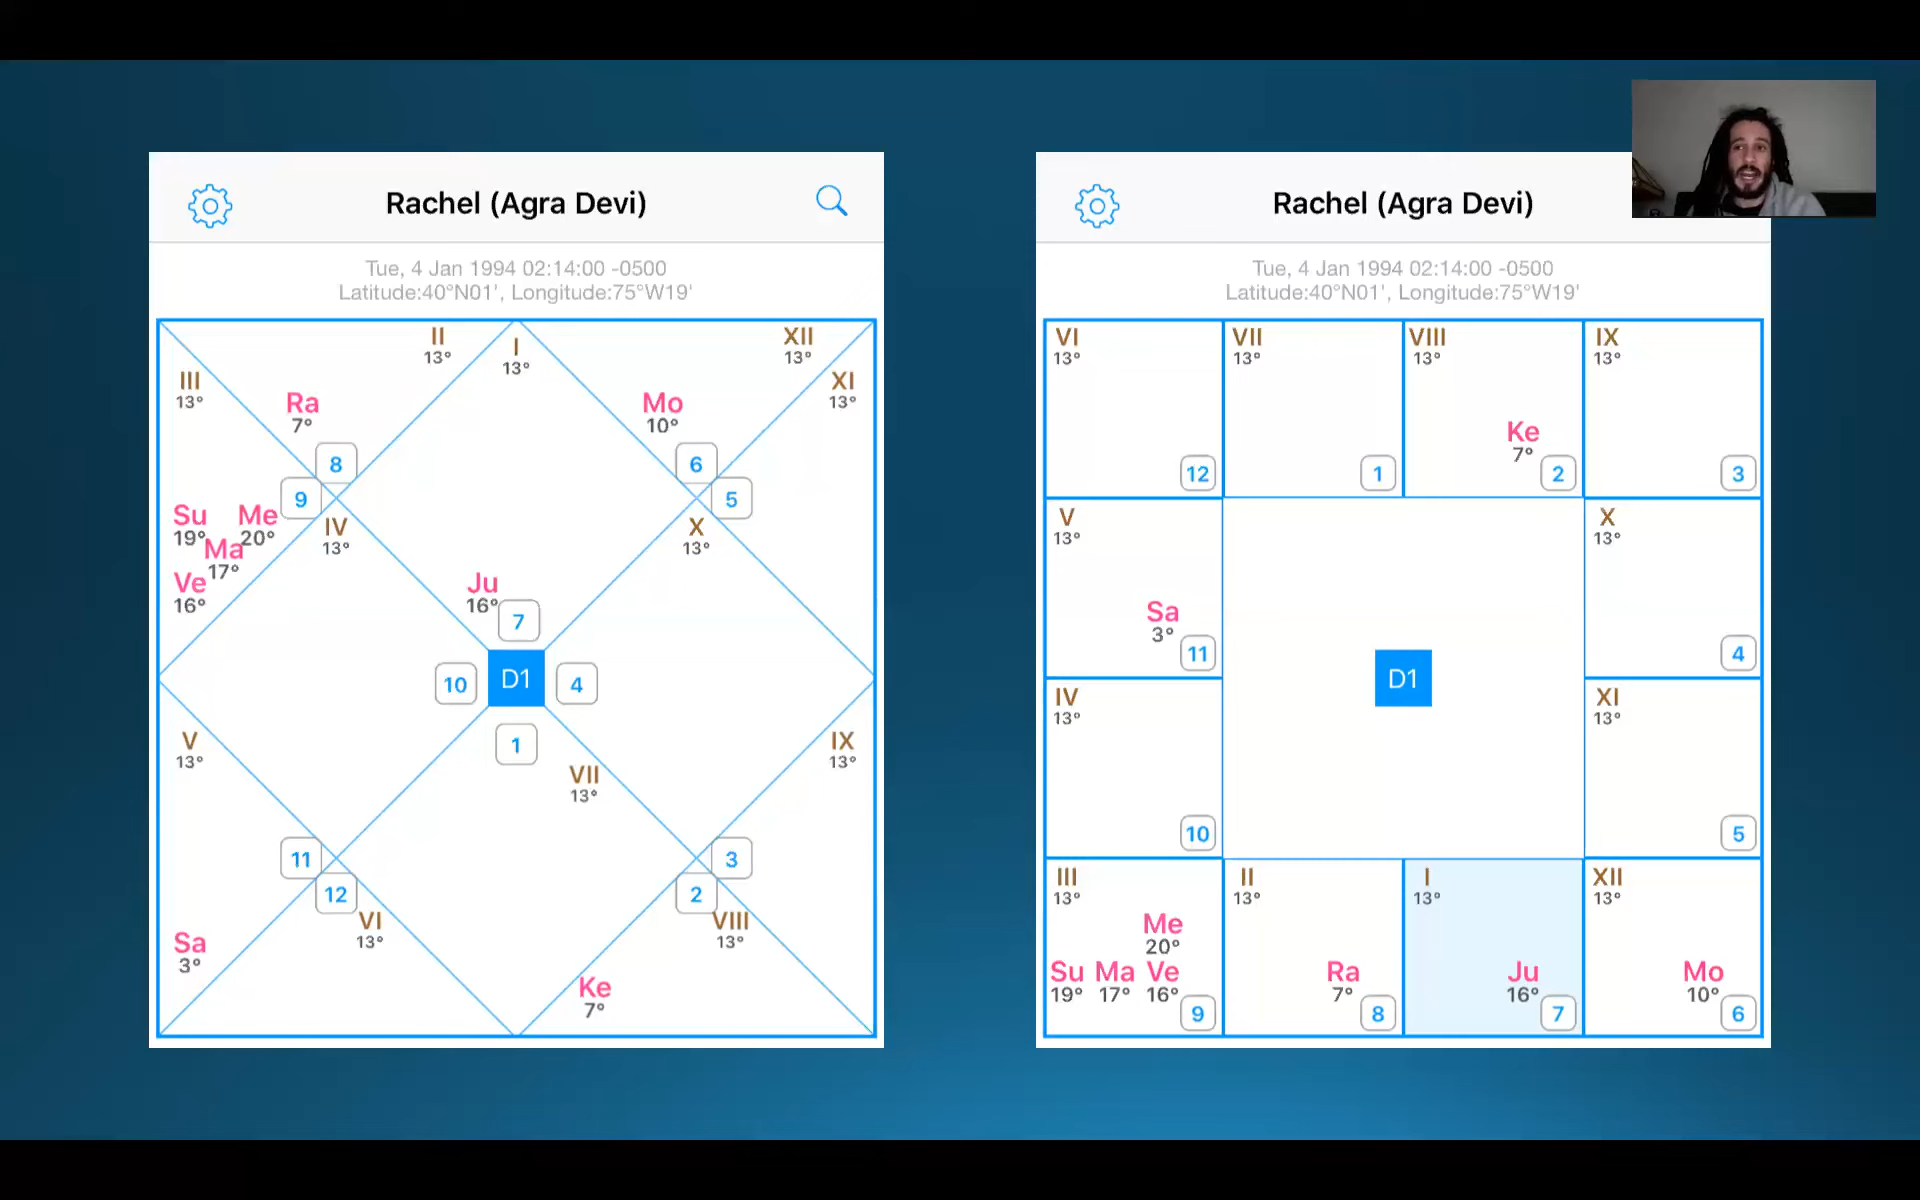 Rachel (Agra Devi)
Tue, 4 Jan 1994 02:14:00 -0500
Latitude:40°N01', Longitude:75°W19'
II
13°
I
13°
XII
13°
III
13°
XI
13°
Ra
7°
Mo
10°
8
6
9
5
Su
19°
Me
20°
Ma
17°
Ve
16°
IV
13°
X
13°
Ju
16°
7
10
D1
4
1
V
13°
IX
13°
VII
13°
11
3
12
2
VI
13°
VIII
13°
Sa
3°
Ke
7°
Rachel (Agra Devi)
Tue, 4 Jan 1994 02:14:00 -0500
Latitude:40°N01', Longitude:75°W19'
VI
13°
12
VII
13°
1
VIII
13°
Ke
7°
2
IX
13°
3
V
13°
Sa
3°
11
X
13°
4
D1
IV
13°
10
XI
13°
5
III
13°
Me
20°
Su Ma Ve
19° 17° 16°
9
II
13°
Ra
7°
8
I
13°
Ju
16°
7
XII
13°
Mo
10°
6